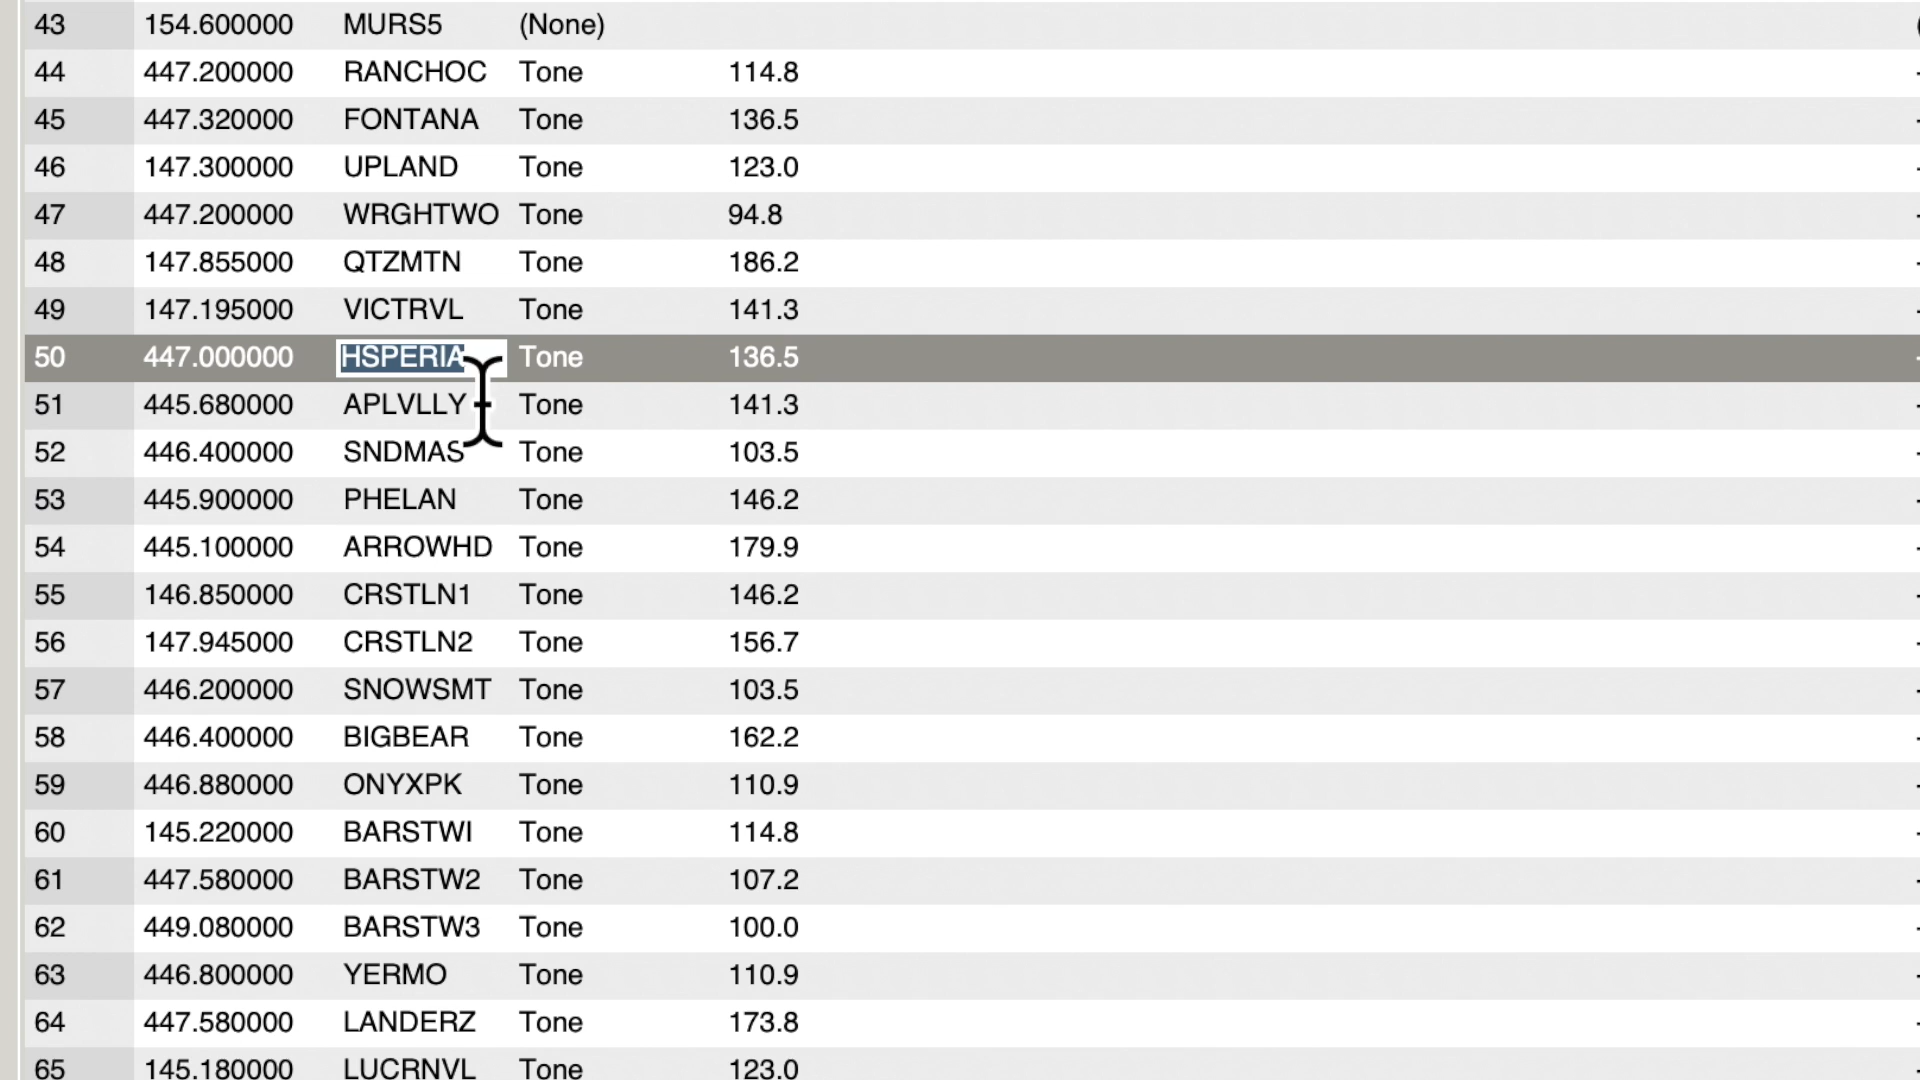 43 154.600000 MURS5 (None)
44 447.200000 RANCHOC Tone 114.8
45 447.320000 FONTANA Tone 136.5
46 147.300000 UPLAND Tone 123.0
47 447.200000 WRGHTWO Tone 94.8
48 147.855000 QTZMTN Tone 186.2
49 147.195000 VICTRVL Tone 141.3
50 447.000000 HSPERIA Tone 136.5
51 445.680000 APLVLLY Tone 141.3
52 446.400000 SNDMAS Tone 103.5
53 445.900000 PHELAN Tone 146.2
54 445.100000 ARROWHD Tone 179.9
55 146.850000 CRSTLN1 Tone 146.2
56 147.945000 CRSTLN2 Tone 156.7
57 446.200000 SNOWSMT Tone 103.5
58 446.400000 BIGBEAR Tone 162.2
59 446.880000 ONYXPK Tone 110.9
60 145.220000 BARSTWI Tone 114.8
61 447.580000 BARSTW2 Tone 107.2
62 449.080000 BARSTW3 Tone 100.0
63 446.800000 YERMO Tone 110.9
64 447.580000 LANDERZ Tone 173.8
65 145.180000 LUCRNVL Tone 123.0